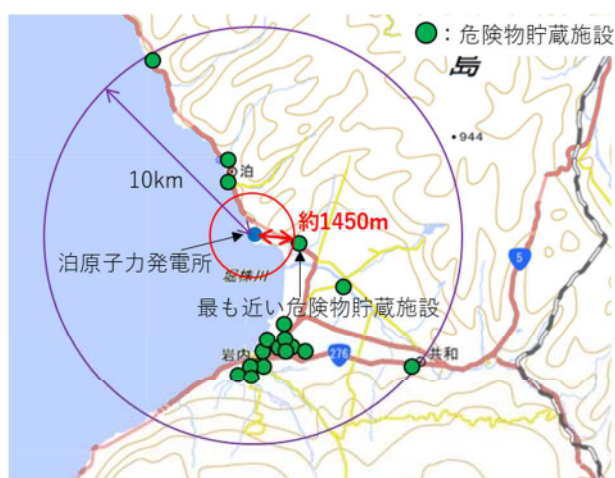 :危険物貯蔵施設
島
・944
泊
10km
約1450m
泊原子力発電所
堀株川
最も近い危険物貯蔵施設
5
岩内
276
共和